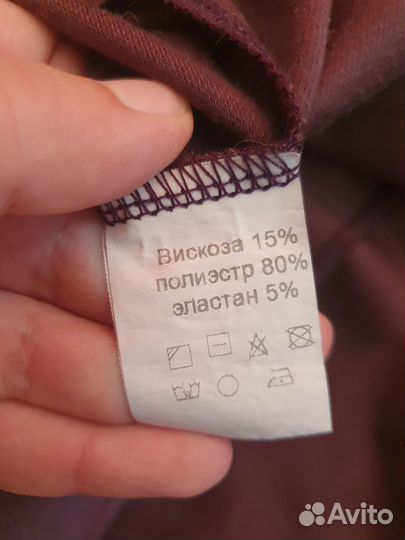 Вискоза 15%
полиэстр 80%
эластан 5%
Avito